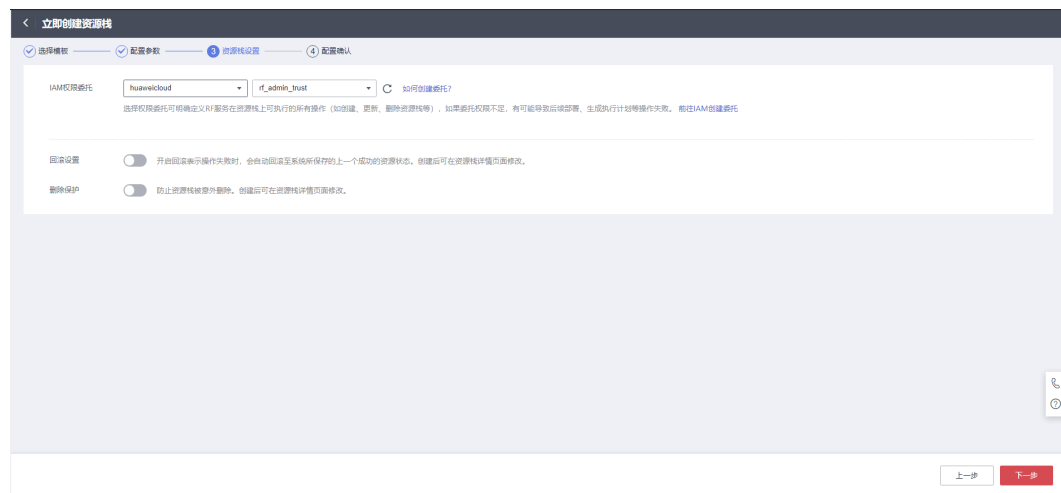 立即创建资源栈
选择模板 配置参数 3 资源栈设置 4 配置确认
IAM权限委托 huaweicloud rf_admin_trust 如何创建委托?
选择权限委托可明确定义RF服务在资源栈上可执行的所有操作（如创建、更新、删除资源栈等），如果委托权限不足，有可能导致后续部署、生成执行计划等操作失败。 前往IAM创建委托
回滚设置 开启回滚表示操作失败时，会自动回滚至系统所保存的上一个成功的资源状态。创建后可在资源栈详情页面修改。
删除保护 防止资源栈被意外删除。创建后可在资源栈详情页面修改。
上一步 下一步